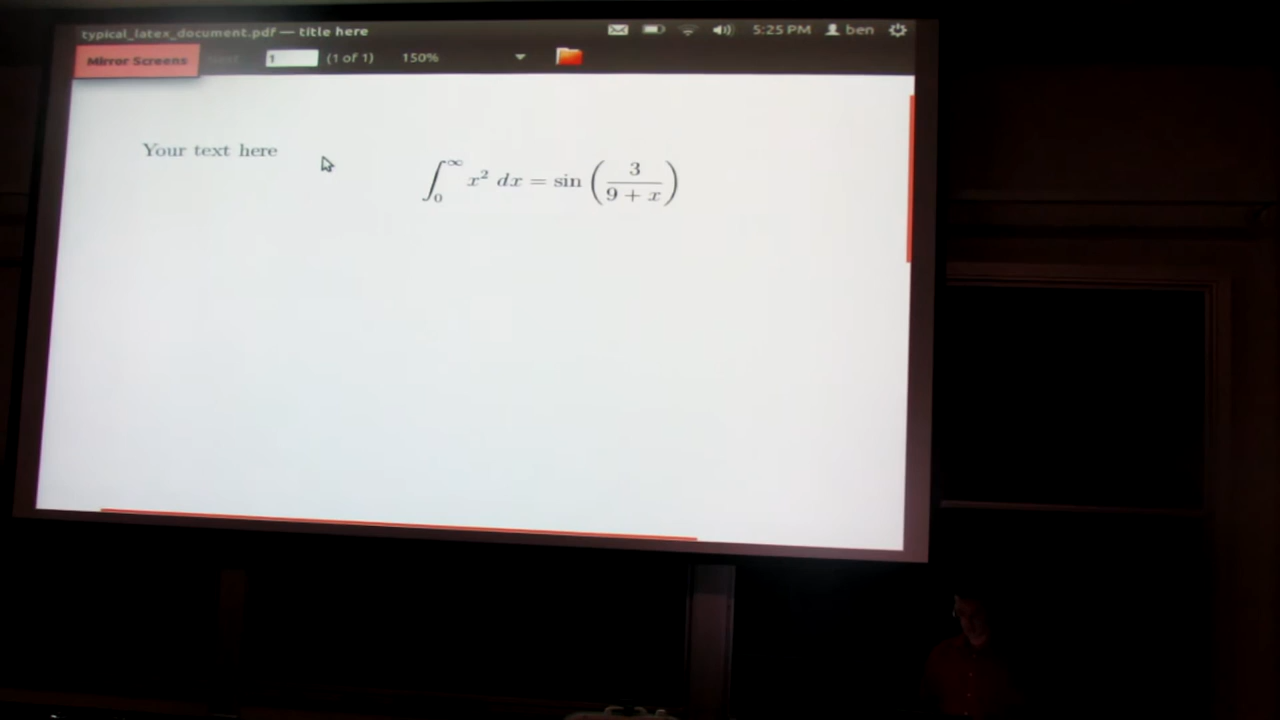 typical_latex_document.pdf — title here
5:25 PM
ben
Mirror Screens
1
(1 of 1)
150%
Your text here
∫_0^∞ x² dx = sin(3/(9 + x))